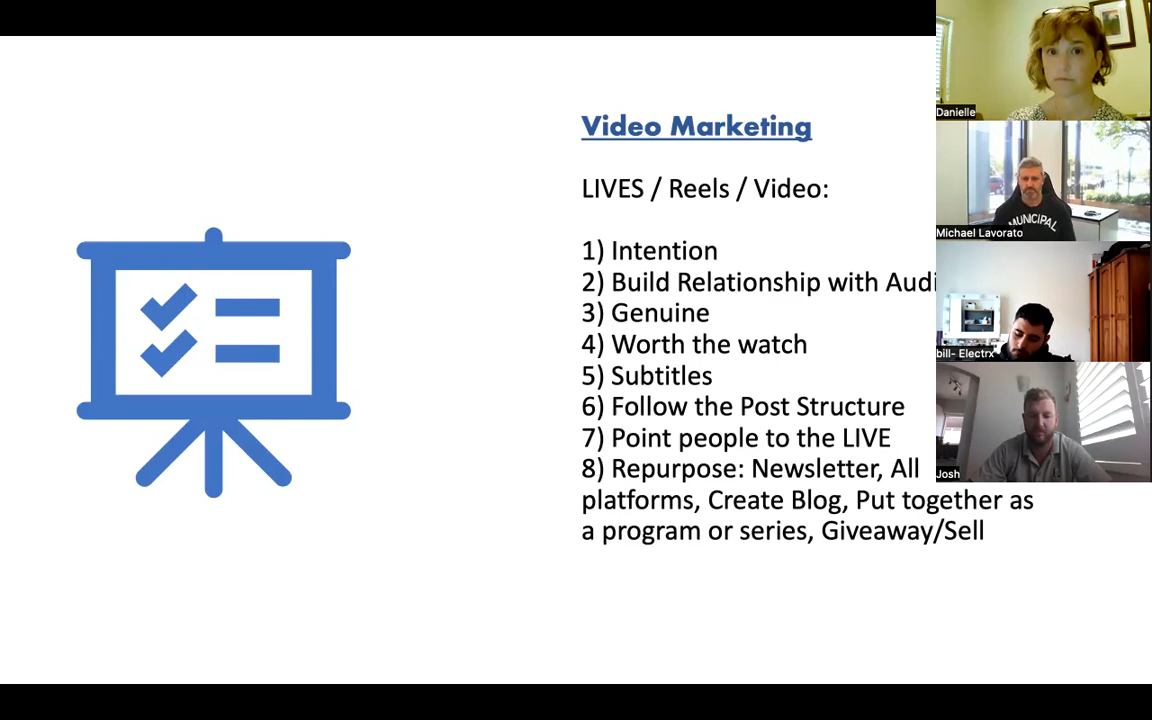 Video Marketing
LIVES / Reels / Video:
1) Intention
2) Build Relationship with Audi
3) Genuine
4) Worth the watch
5) Subtitles
6) Follow the Post Structure
7) Point people to the LIVE
8) Repurpose: Newsletter, All
platforms, Create Blog, Put together as
a program or series, Giveaway/Sell
Danielle
MUNICIPAL
Michael Lavorato
bill- Electrx
Josh